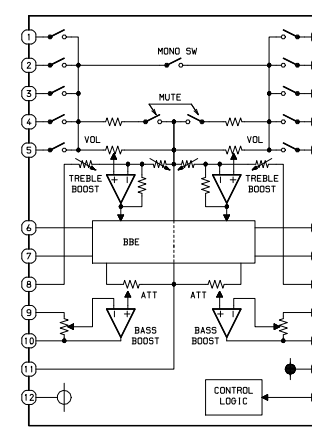 1
MONO SW
2
3
MUTE
4
VOL
VOL
5
+ −
− +
TREBLE
BOOST
TREBLE
BOOST
6
BBE
7
8
ATT
ATT
9
− +
+ −
BASS
BOOST
BASS
BOOST
10
11
CONTROL
LOGIC
12